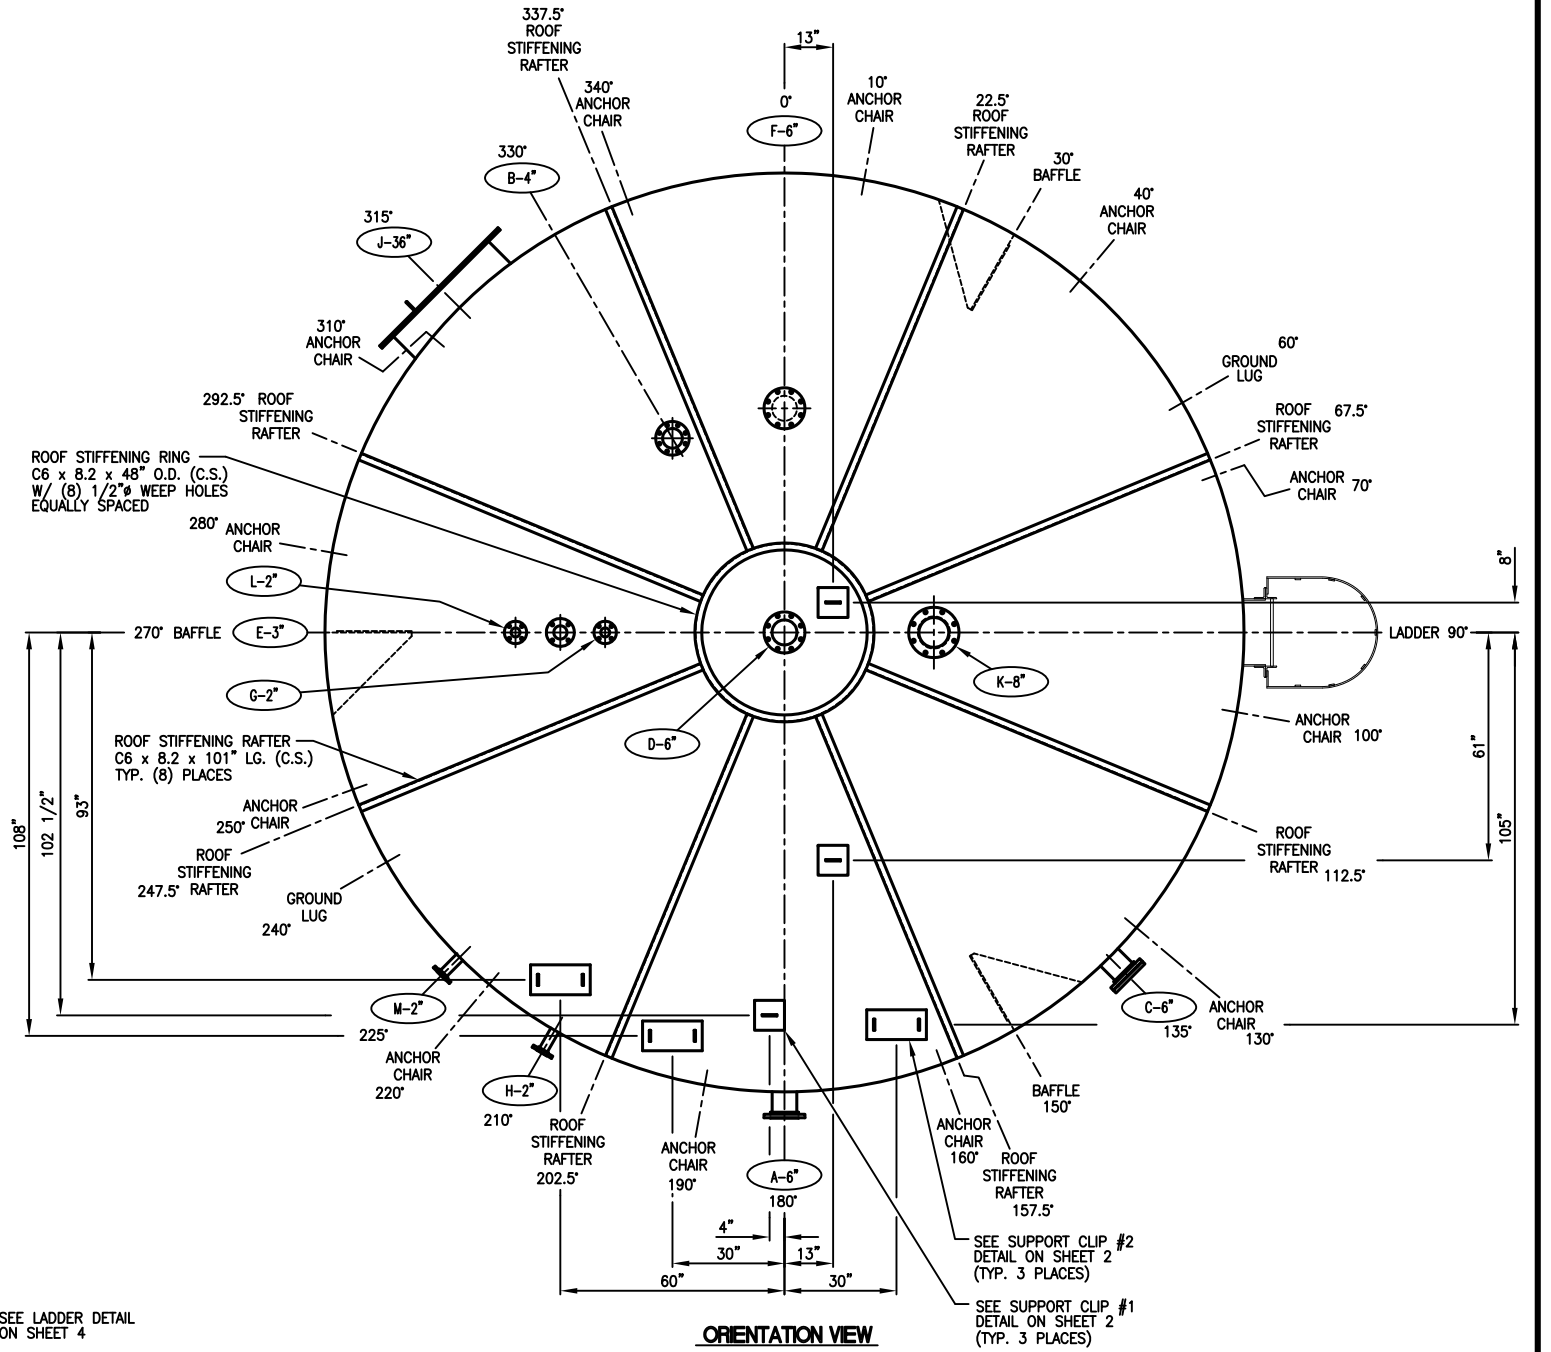 337.5°
ROOF
STIFFENING
RAFTER
13"
340°
ANCHOR
CHAIR
0°
F-6"
10°
ANCHOR
CHAIR
22.5°
ROOF
STIFFENING
RAFTER
30°
BAFFLE
40°
ANCHOR
CHAIR
330°
B-4"
315°
J-36"
310°
ANCHOR
CHAIR
60°
GROUND
LUG
292.5° ROOF
STIFFENING
RAFTER
ROOF 67.5°
STIFFENING
RAFTER
ROOF STIFFENING RING
C6 x 8.2 x 48" O.D. (C.S.)
W/ (8) 1/2"ø WEEP HOLES
EQUALLY SPACED
ANCHOR
CHAIR 70°
280° ANCHOR
CHAIR
8"
L-2"
270° BAFFLE
E-3"
LADDER 90°
G-2"
K-8"
D-6"
ANCHOR
CHAIR 100°
ROOF STIFFENING RAFTER
C6 x 8.2 x 101" LG. (C.S.)
TYP. (8) PLACES
61"
105"
108"
102 1/2"
93"
ANCHOR
250° CHAIR
ROOF
STIFFENING
247.5° RAFTER
ROOF
STIFFENING
RAFTER 112.5°
GROUND
LUG
240°
M-2"
225°
C-6"
135°
ANCHOR
CHAIR
130°
ANCHOR
CHAIR
220°
H-2"
210°
BAFFLE
150°
ROOF
STIFFENING
RAFTER
202.5°
ANCHOR
CHAIR
190°
A-6"
180°
ANCHOR
CHAIR
160°
ROOF
STIFFENING
RAFTER
157.5°
4"
30"
13"
60"
30"
SEE SUPPORT CLIP #2
DETAIL ON SHEET 2
(TYP. 3 PLACES)
SEE SUPPORT CLIP #1
DETAIL ON SHEET 2
(TYP. 3 PLACES)
SEE LADDER DETAIL
ON SHEET 4
ORIENTATION VIEW